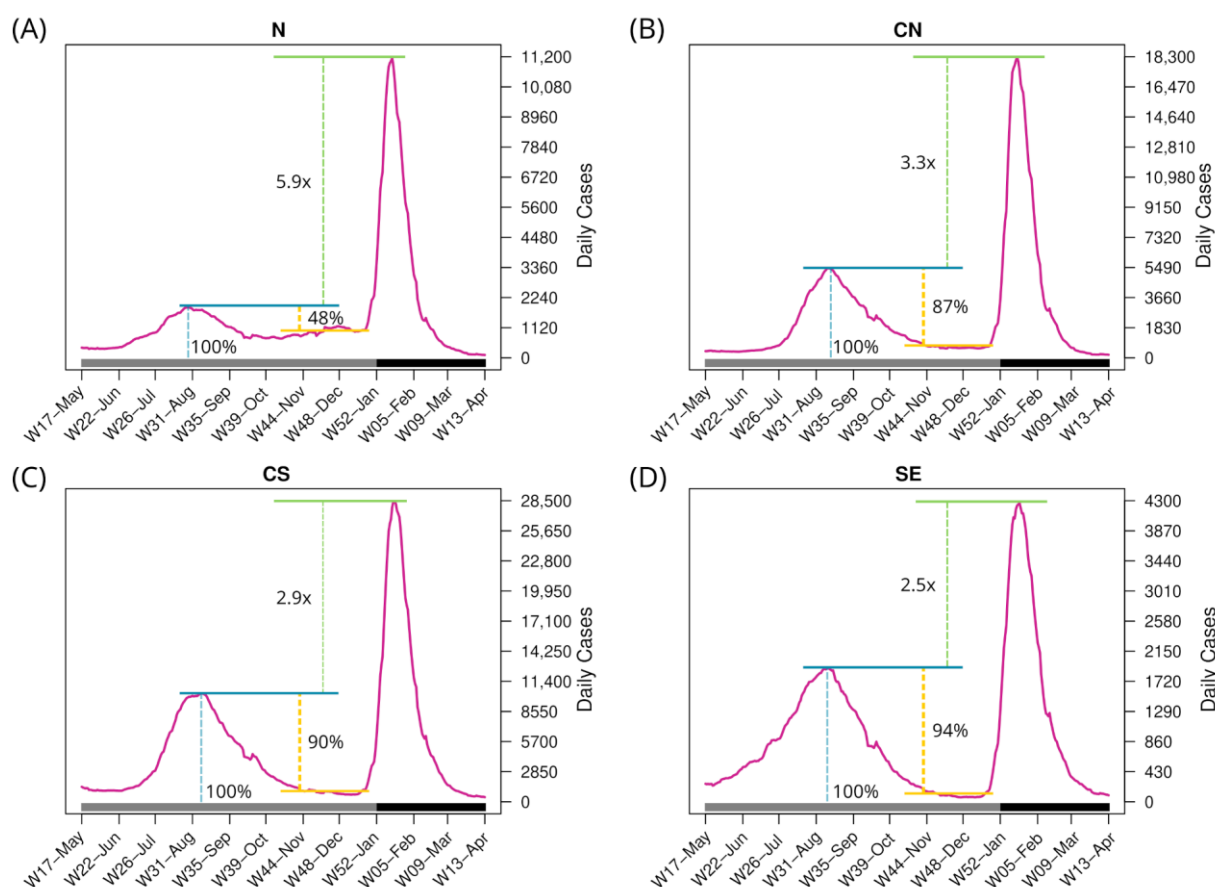 (A)
N
11,200
10,080
8960
7840
6720
5600
4480
3360
2240
1120
0
Daily Cases
5.9x
48%
100%
W17–May
W22–Jun
W26–Jul
W31–Aug
W35–Sep
W39–Oct
W44–Nov
W48–Dec
W52–Jan
W05–Feb
W09–Mar
W13–Apr
(B)
CN
18,300
16,470
14,640
12,810
10,980
9150
7320
5490
3660
1830
0
Daily Cases
3.3x
87%
100%
W17–May
W22–Jun
W26–Jul
W31–Aug
W35–Sep
W39–Oct
W44–Nov
W48–Dec
W52–Jan
W05–Feb
W09–Mar
W13–Apr
(C)
CS
28,500
25,650
22,800
19,950
17,100
14,250
11,400
8550
5700
2850
0
Daily Cases
2.9x
90%
100%
W17–May
W22–Jun
W26–Jul
W31–Aug
W35–Sep
W39–Oct
W44–Nov
W48–Dec
W52–Jan
W05–Feb
W09–Mar
W13–Apr
(D)
SE
4300
3870
3440
3010
2580
2150
1720
1290
860
430
0
Daily Cases
2.5x
94%
100%
W17–May
W22–Jun
W26–Jul
W31–Aug
W35–Sep
W39–Oct
W44–Nov
W48–Dec
W52–Jan
W05–Feb
W09–Mar
W13–Apr